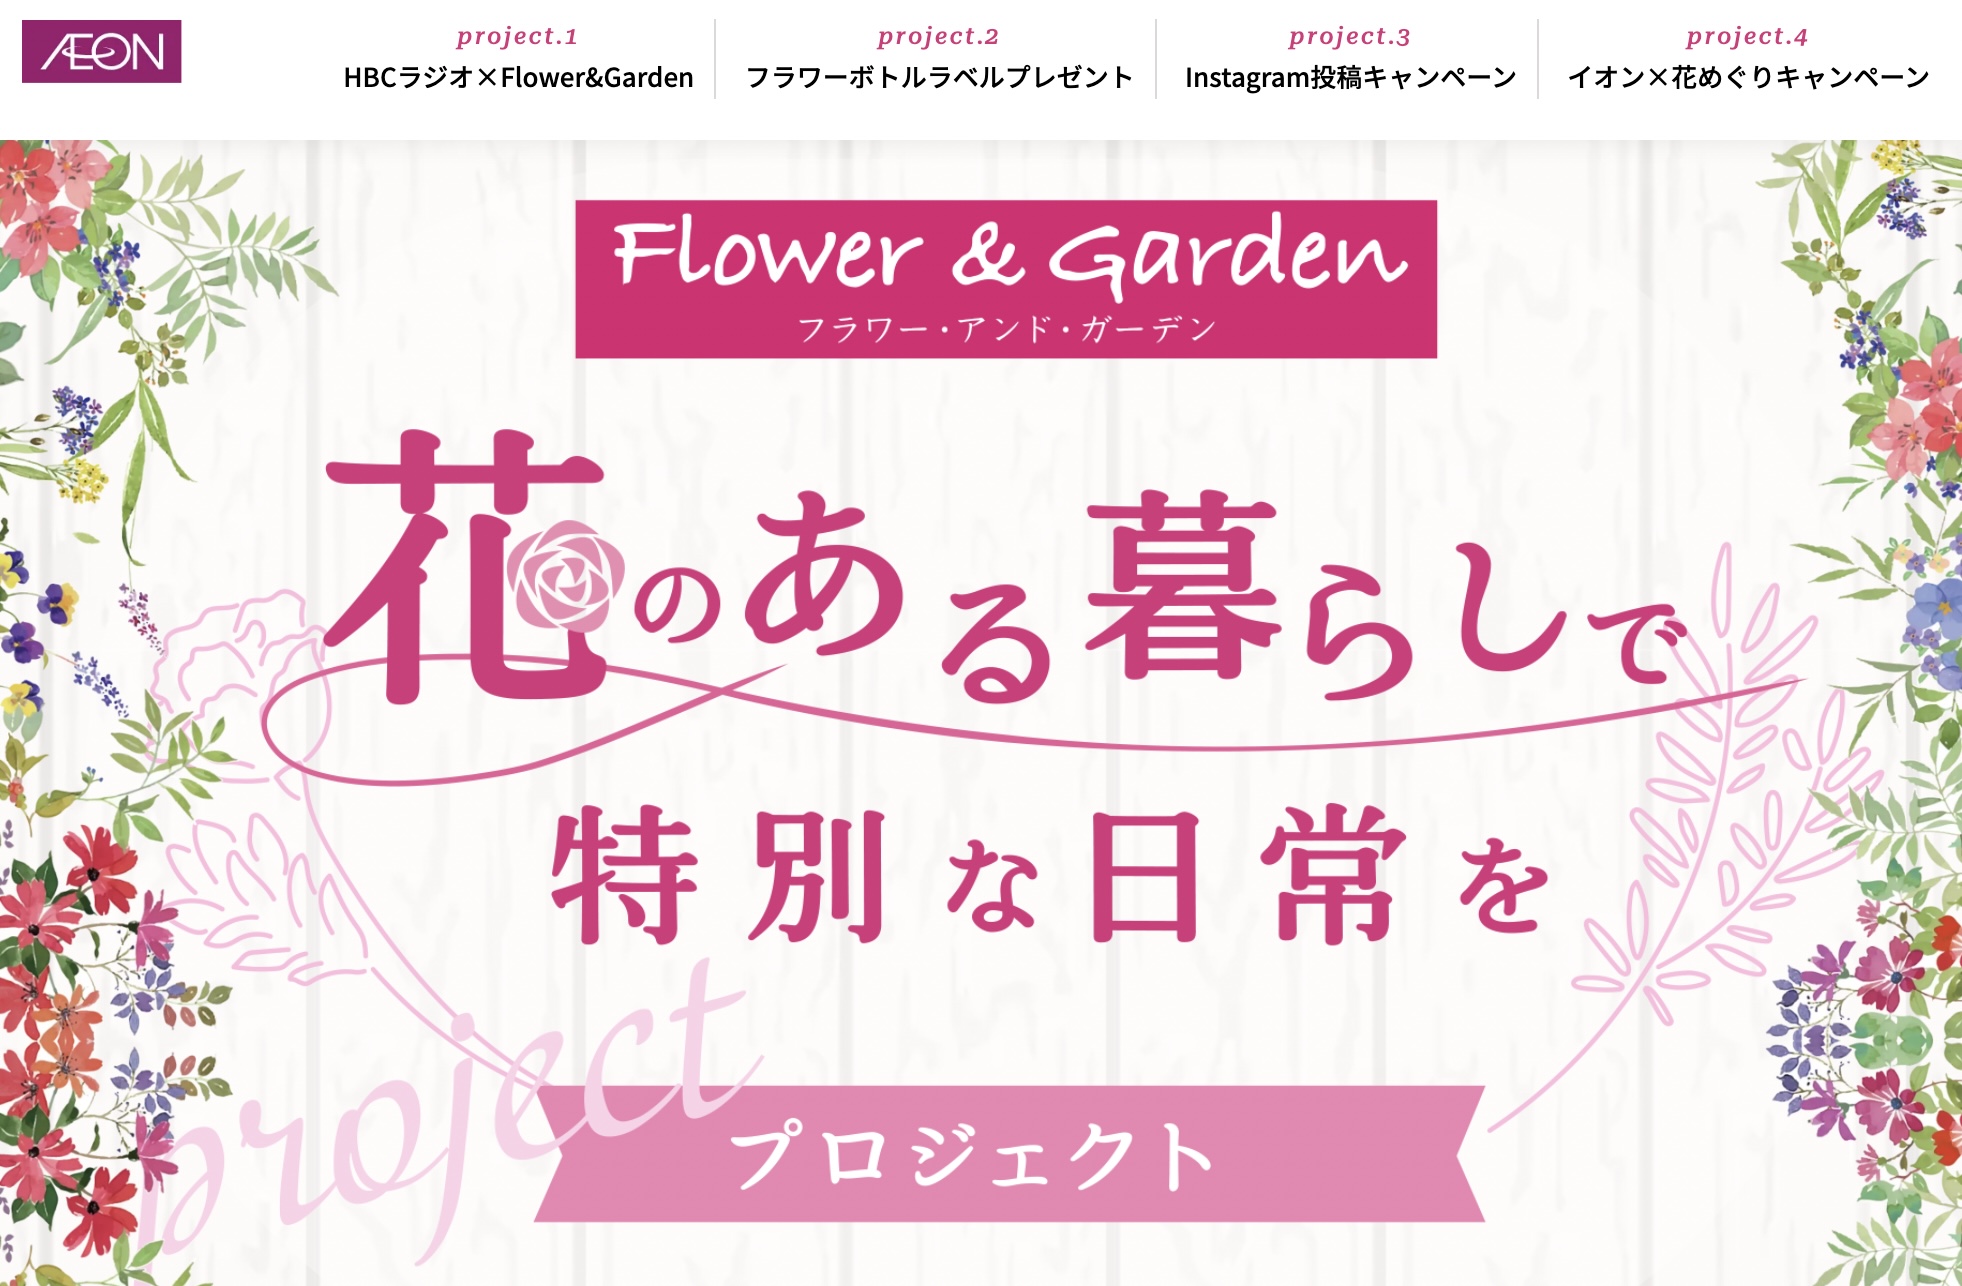 ÆON
project.1
HBCラジオ×Flower&Garden
project.2
フラワーボトルラベルプレゼント
project.3
Instagram投稿キャンペーン
project.4
イオン×花めぐりキャンペーン
Flower & Garden
フラワー・アンド・ガーデン
花のある暮らしで
特別な日常を
project
プロジェクト